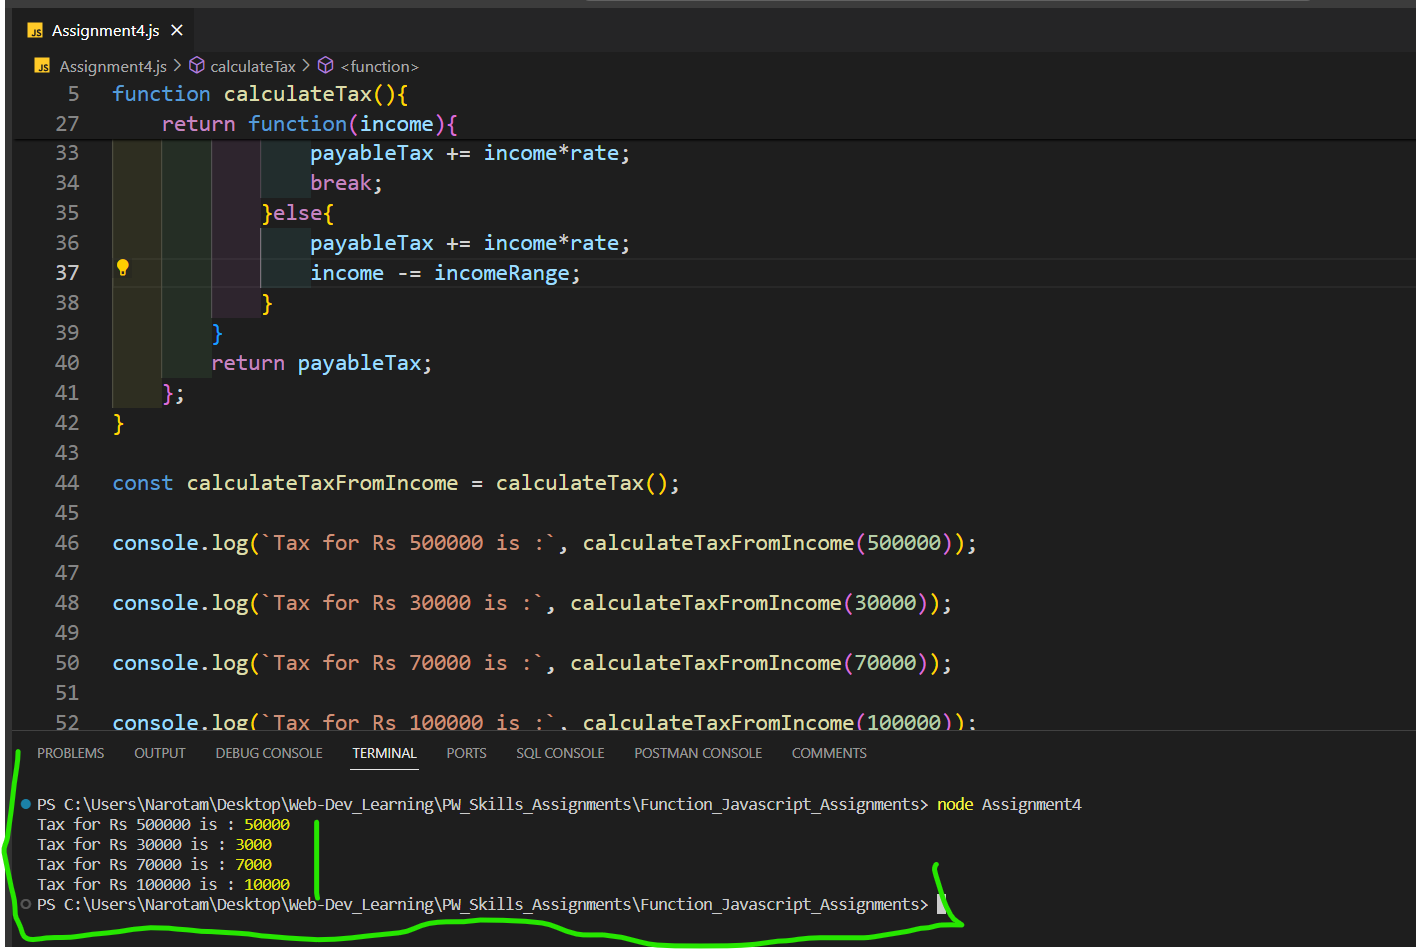 JS Assignment4.js ×
JS Assignment4.js > calculateTax > <function>
5 function calculateTax(){
27 return function(income){
33 payableTax += income*rate;
34 break;
35 }else{
36 payableTax += income*rate;
37 income -= incomeRange;
38 }
39 }
40 return payableTax;
41 };
42 }
43
44 const calculateTaxFromIncome = calculateTax();
45
46 console.log(`Tax for Rs 500000 is :`, calculateTaxFromIncome(500000));
47
48 console.log(`Tax for Rs 30000 is :`, calculateTaxFromIncome(30000));
49
50 console.log(`Tax for Rs 70000 is :`, calculateTaxFromIncome(70000));
51
52 console.log(`Tax for Rs 100000 is :`, calculateTaxFromIncome(100000));
PROBLEMS OUTPUT DEBUG CONSOLE TERMINAL PORTS SQL CONSOLE POSTMAN CONSOLE COMMENTS
PS C:\Users\Narotam\Desktop\Web-Dev_Learning\PW_Skills_Assignments\Function_Javascript_Assignments> node Assignment4
Tax for Rs 500000 is : 50000
Tax for Rs 30000 is : 3000
Tax for Rs 70000 is : 7000
Tax for Rs 100000 is : 10000
PS C:\Users\Narotam\Desktop\Web-Dev_Learning\PW_Skills_Assignments\Function_Javascript_Assignments>